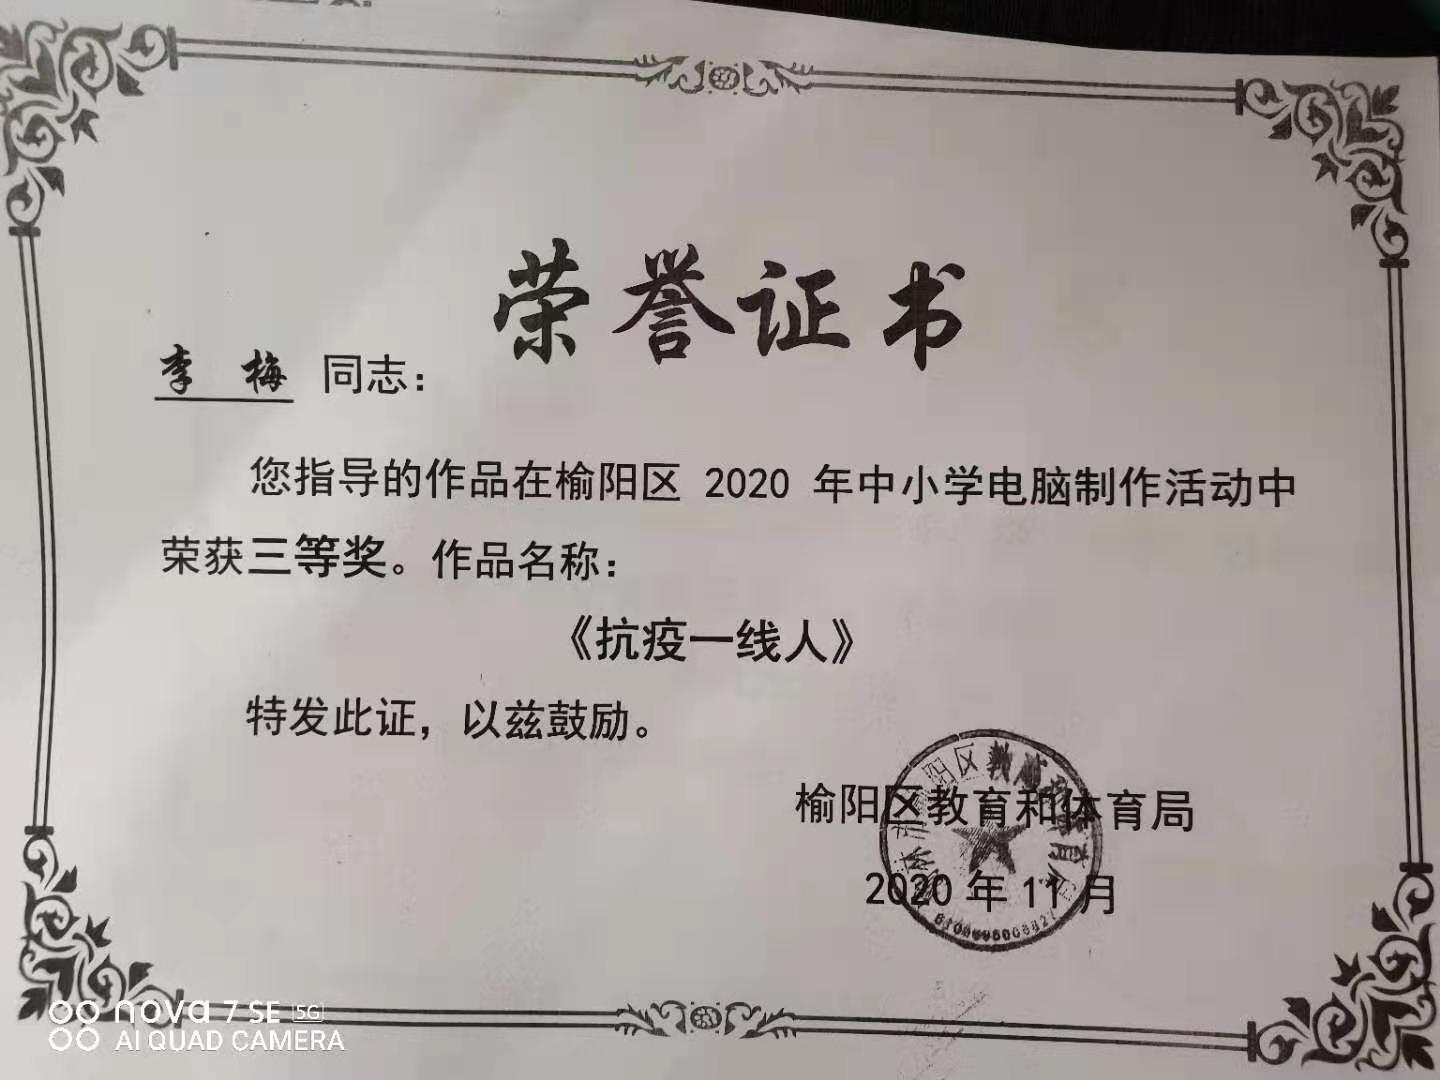 荣誉证书
李 梅 同志：
您指导的作品在榆阳区 2020 年中小学电脑制作活动中
荣获三等奖。作品名称：
《抗疫一线人》
特发此证，以兹鼓励。
榆阳区教育和体育局
2020 年 11 月
nova 7 SE 5G
AI QUAD CAMERA